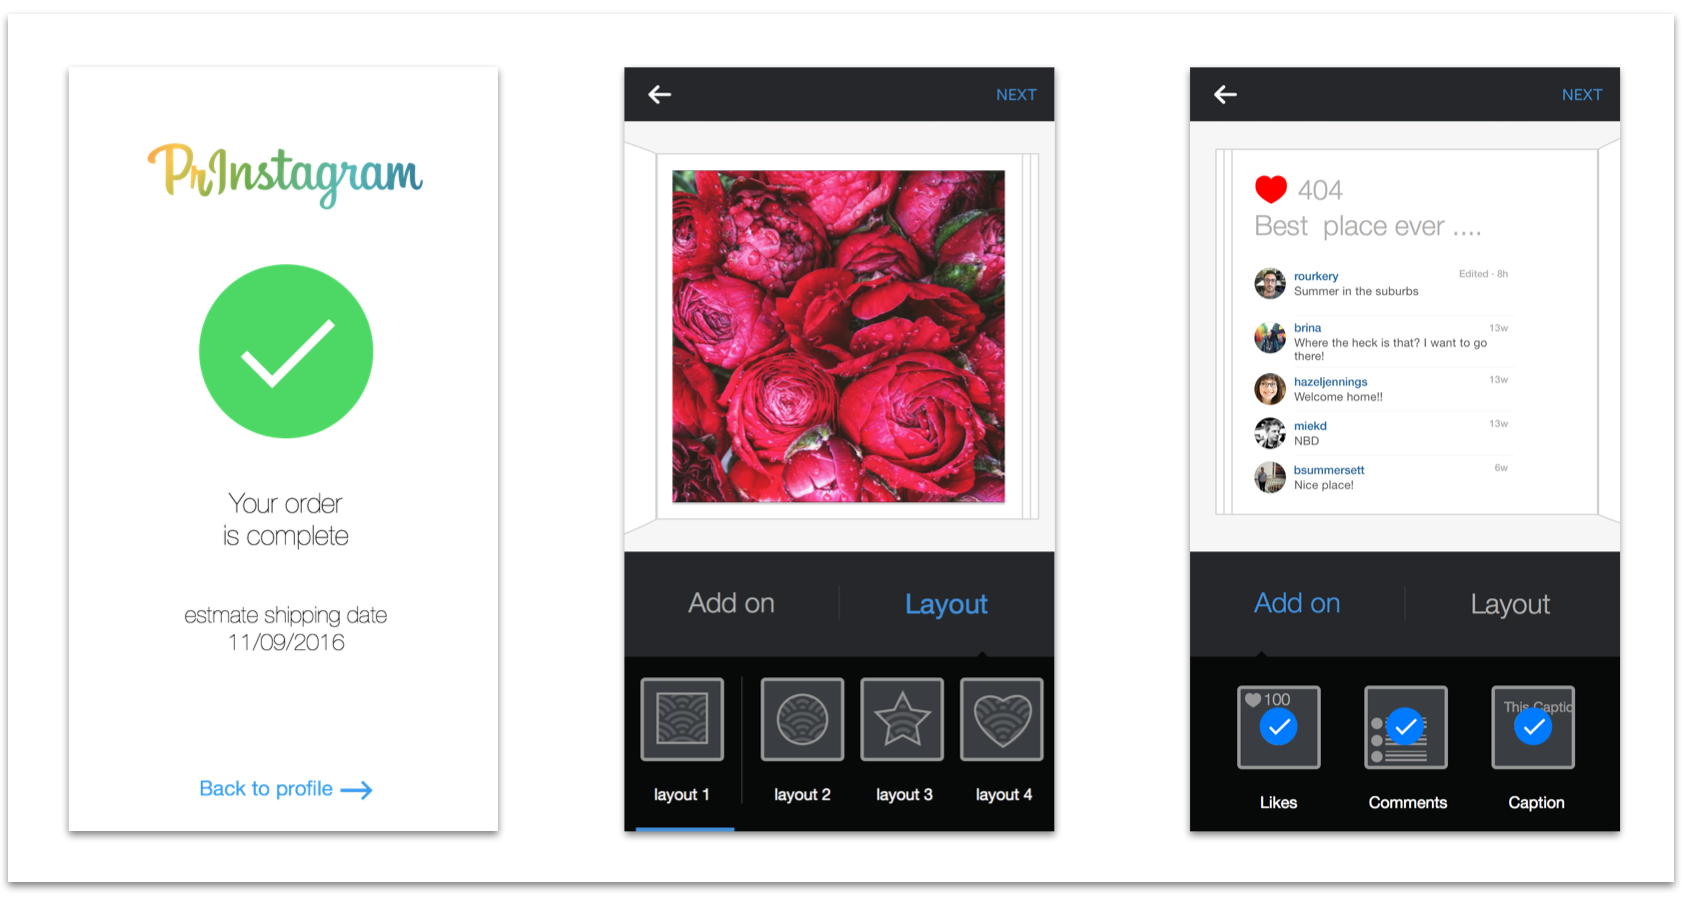 PrInstagram
Your order
is complete
estmate shipping date
11/09/2016
Back to profile
NEXT
Add on
Layout
layout 1
layout 2
layout 3
layout 4
NEXT
404
Best place ever ....
rourkery
Edited · 8h
Summer in the suburbs
brina
13w
Where the heck is that? I want to go
there!
hazeljennings
13w
Welcome home!!
miekd
13w
NBD
bsummersett
6w
Nice place!
Add on
Layout
100
This Captio
Likes
Comments
Caption